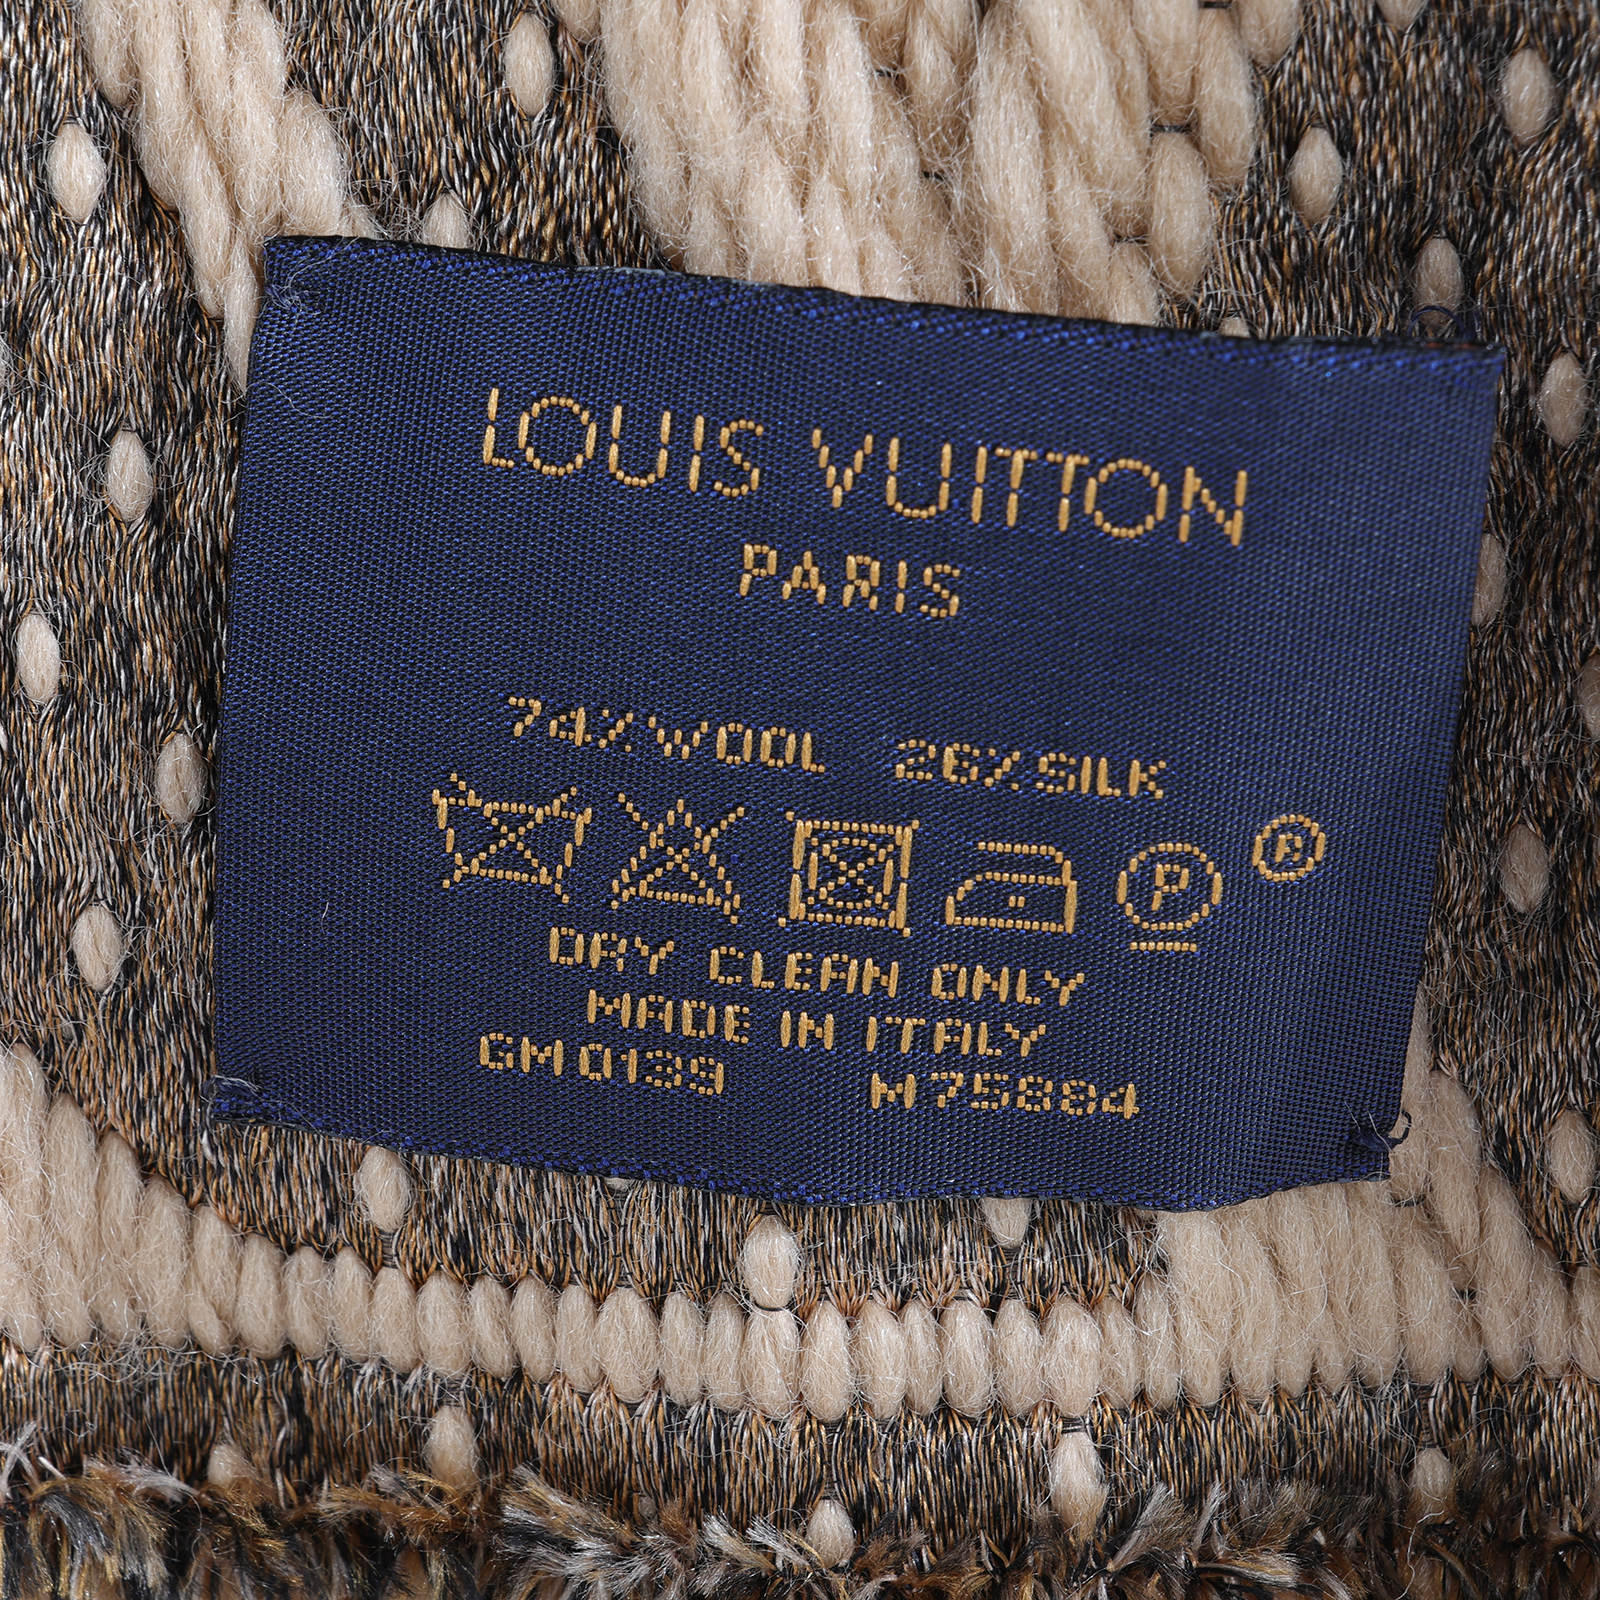 LOUIS VUITTON
PARIS
74% WOOL 26% SILK
P ®
DRY CLEAN ONLY
MADE IN ITALY
GM0139 M75884